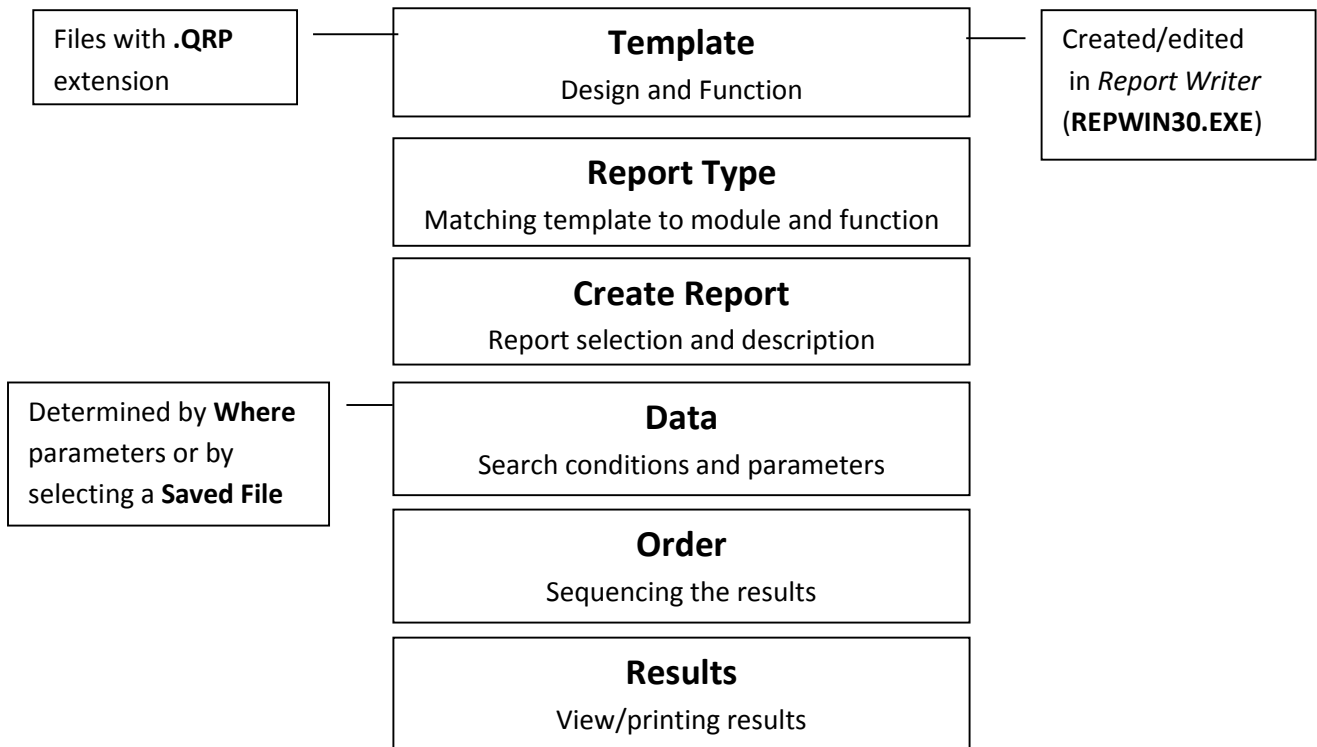 Files with .QRP
extension
Template
Design and Function
Created/edited
in Report Writer
(REPWIN30.EXE)
Report Type
Matching template to module and function
Create Report
Report selection and description
Determined by Where
parameters or by
selecting a Saved File
Data
Search conditions and parameters
Order
Sequencing the results
Results
View/printing results